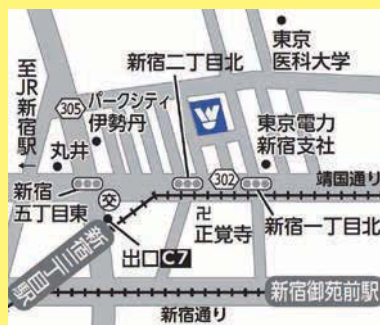 東京
医科大学
新宿二丁目北
至JR新宿駅
←
305
パークシティ
伊勢丹
丸井
W
東京電力
新宿支社
302
靖国通り
新宿
五丁目東
交
卍
正覚寺
新宿一丁目北
出口C7
新宿三丁目駅
新宿御苑前駅
新宿通り